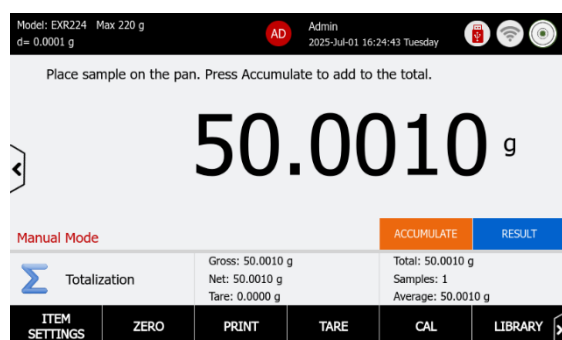 Model: EXR224 Max 220 g
d= 0.0001 g
AD
Admin
2025-Jul-01 16:24:43 Tuesday
Place sample on the pan. Press Accumulate to add to the total.
50.0010 g
Manual Mode
ACCUMULATE
RESULT
Totalization
Gross: 50.0010 g
Net: 50.0010 g
Tare: 0.0000 g
Total: 50.0010 g
Samples: 1
Average: 50.0010 g
ITEM
SETTINGS
ZERO
PRINT
TARE
CAL
LIBRARY